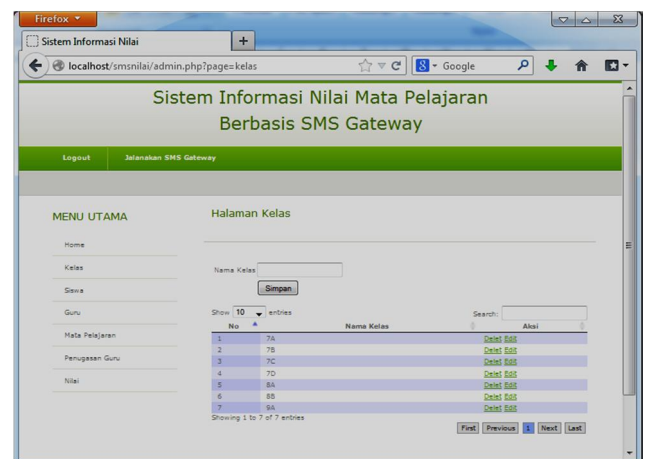 Firefox
Sistem Informasi Nilai
+
localhost/smsnilai/admin.php?page=kelas
8 Google
Sistem Informasi Nilai Mata Pelajaran
Berbasis SMS Gateway
Logout Jalanakan SMS Gateway
MENU UTAMA
Home
Kelas
Siswa
Guru
Mata Pelajaran
Penugasan Guru
Nilai
Halaman Kelas
Nama Kelas
Simpan
Show 10 entries Search:
No Nama Kelas Aksi
1 7A Delet Edit
2 7B Delet Edit
3 7C Delet Edit
4 7D Delet Edit
5 8A Delet Edit
6 8B Delet Edit
7 9A Delet Edit
Showing 1 to 7 of 7 entries
First Previous 1 Next Last